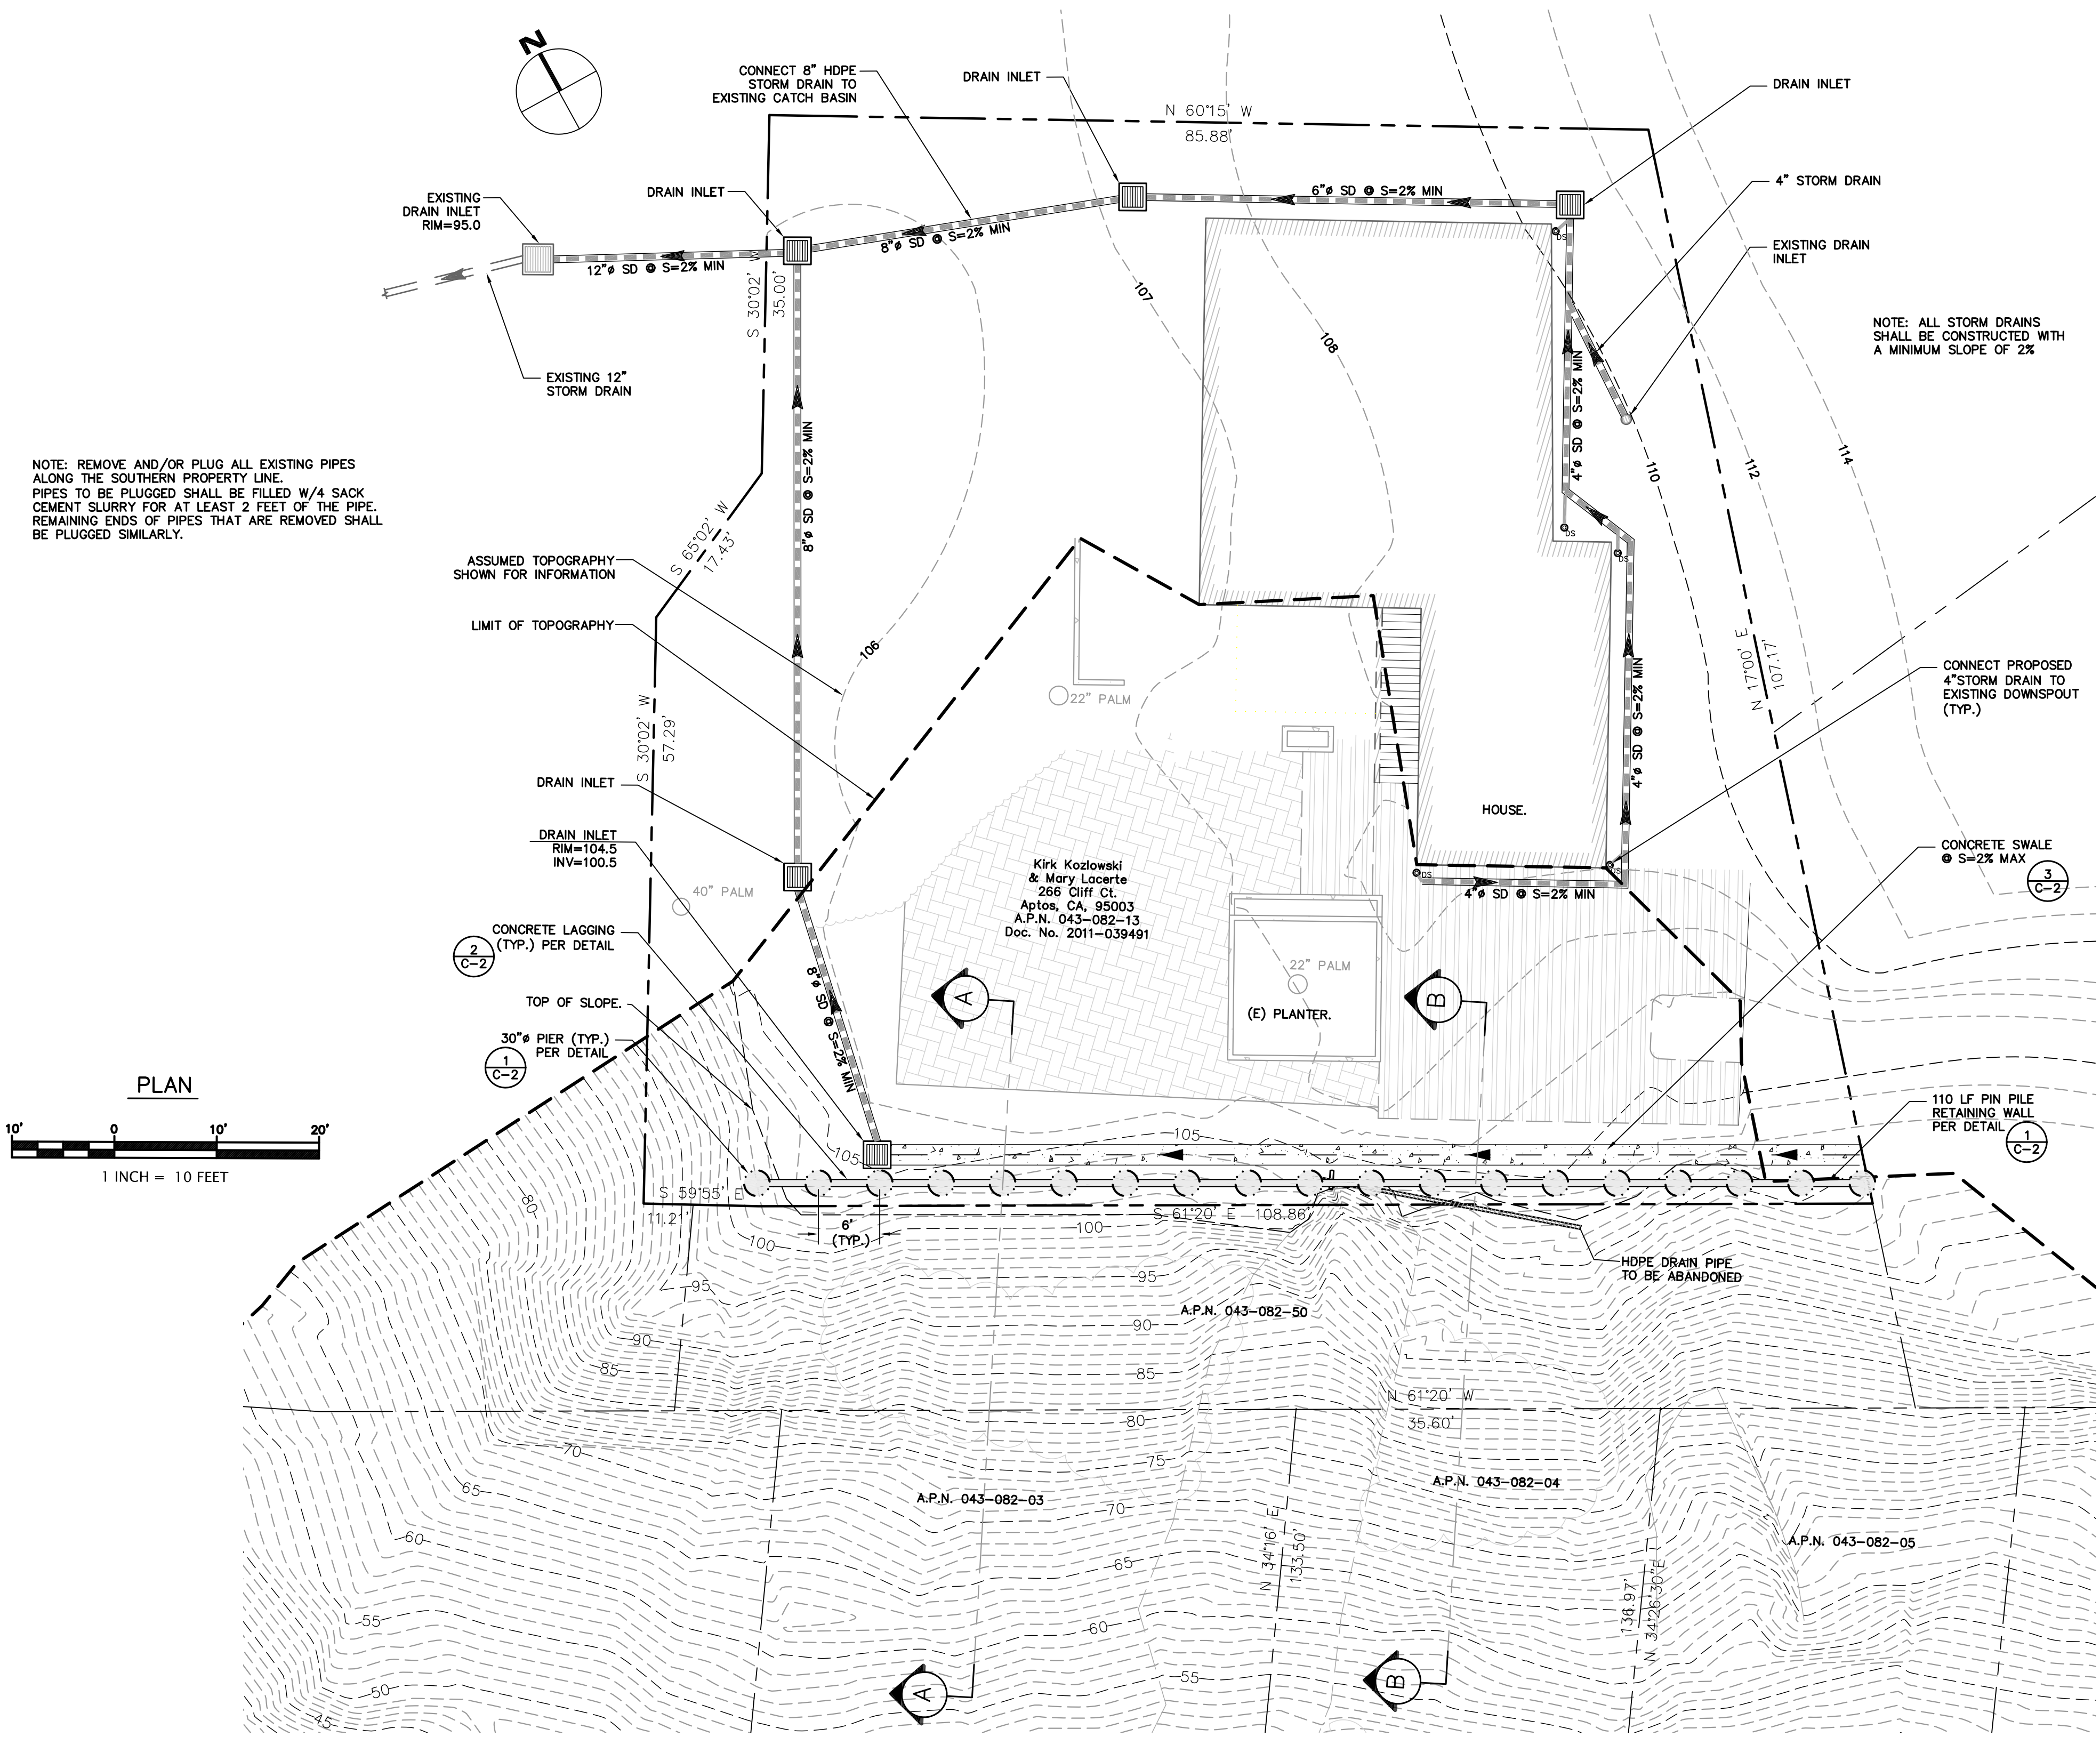 N
CONNECT 8" HDPE
STORM DRAIN TO
EXISTING CATCH BASIN
DRAIN INLET
DRAIN INLET
N 60°15' W
85.88'
EXISTING
DRAIN INLET
RIM=95.0
DRAIN INLET
6"ø SD @ S=2% MIN
4" STORM DRAIN
8"ø SD @ S=2% MIN
12"ø SD @ S=2% MIN
S 30°02' W
35.00'
DS
EXISTING DRAIN
INLET
107
108
NOTE: ALL STORM DRAINS
SHALL BE CONSTRUCTED WITH
A MINIMUM SLOPE OF 2%
EXISTING 12"
STORM DRAIN
4"ø SD @ S=2% MIN
8"ø SD @ S=2% MIN
110
112
114
NOTE: REMOVE AND/OR PLUG ALL EXISTING PIPES
ALONG THE SOUTHERN PROPERTY LINE.
PIPES TO BE PLUGGED SHALL BE FILLED W/4 SACK
CEMENT SLURRY FOR AT LEAST 2 FEET OF THE PIPE.
REMAINING ENDS OF PIPES THAT ARE REMOVED SHALL
BE PLUGGED SIMILARLY.
S 65°02' W
17.43'
DS
DS
ASSUMED TOPOGRAPHY
SHOWN FOR INFORMATION
LIMIT OF TOPOGRAPHY
106
22" PALM
N 17°00' E
107.17'
CONNECT PROPOSED
4"STORM DRAIN TO
EXISTING DOWNSPOUT
(TYP.)
S 30°02' W
57.29'
4"ø SD @ S=2% MIN
DRAIN INLET
HOUSE.
DRAIN INLET
RIM=104.5
INV=100.5
CONCRETE SWALE
@ S=2% MAX
3
C-2
Kirk Kozlowski
& Mary Lacerte
266 Cliff Ct.
Aptos, CA, 95003
A.P.N. 043-082-13
Doc. No. 2011-039491
DS
DS
4"ø SD @ S=2% MIN
40" PALM
CONCRETE LAGGING
(TYP.) PER DETAIL
2
C-2
8"ø SD @ S=2% MIN
A
22" PALM
B
(E) PLANTER.
TOP OF SLOPE.
30"ø PIER (TYP.)
PER DETAIL
1
C-2
PLAN
10'
0
10'
20'
1 INCH = 10 FEET
110 LF PIN PILE
RETAINING WALL
PER DETAIL
1
C-2
105
105
80
S 59°55' E
11.21'
6'
(TYP.)
S 61°20' E 108.86'
100
100
HDPE DRAIN PIPE
TO BE ABANDONED
95
95
A.P.N. 043-082-50
90
90
85
85
N 61°20' W
35.60'
80
70
75
A.P.N. 043-082-04
65
A.P.N. 043-082-03
70
60
A.P.N. 043-082-05
65
N 34°16' E
133.50'
136.97'
N 34°26'30"E
55
60
55
50
45
A
B